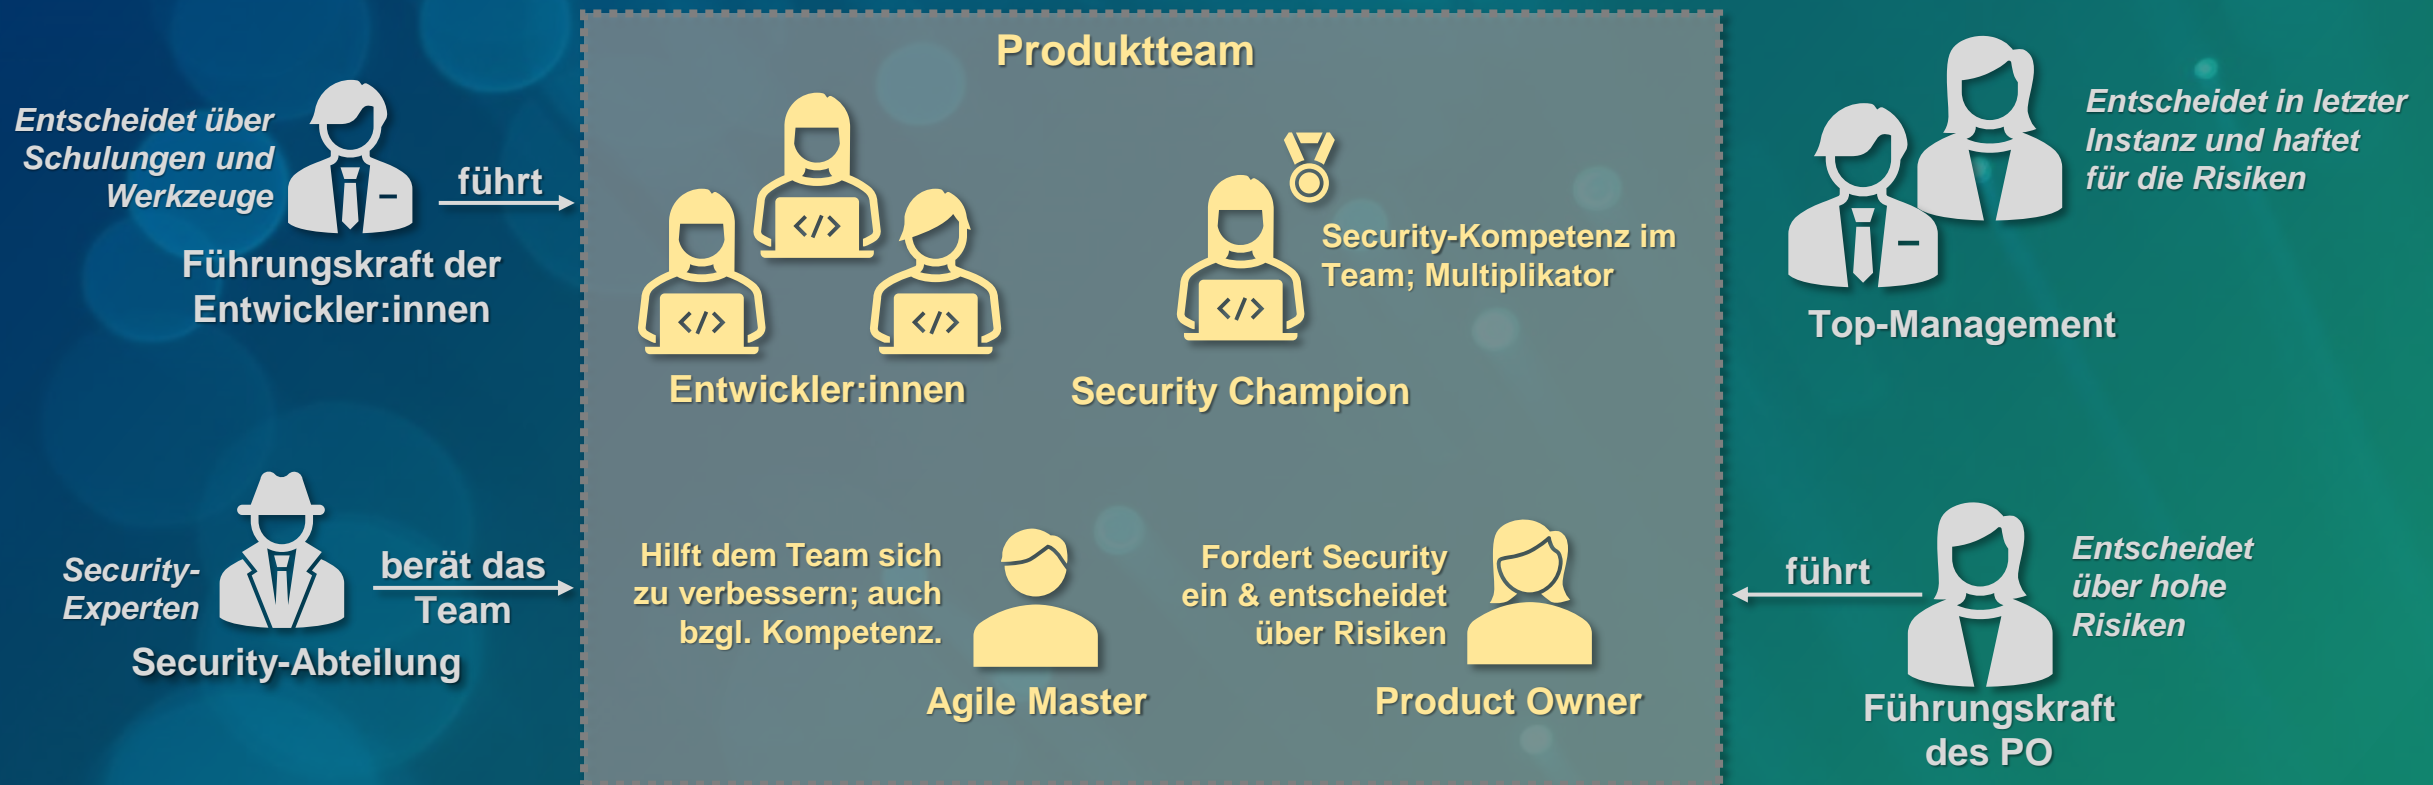 Produktteam
Entscheidet über
Schulungen und
Werkzeuge
führt
Führungskraft der
Entwickler:innen
</>
</>
</>
Entwickler:innen
</>
Security-Kompetenz im
Team; Multiplikator
Security Champion
Entscheidet in letzter
Instanz und haftet
für die Risiken
Top-Management
Security-
Experten
berät das
Team
Security-Abteilung
Hilft dem Team sich
zu verbessern; auch
bzgl. Kompetenz.
Agile Master
Fordert Security
ein & entscheidet
über Risiken
Product Owner
führt
Entscheidet
über hohe
Risiken
Führungskraft
des PO